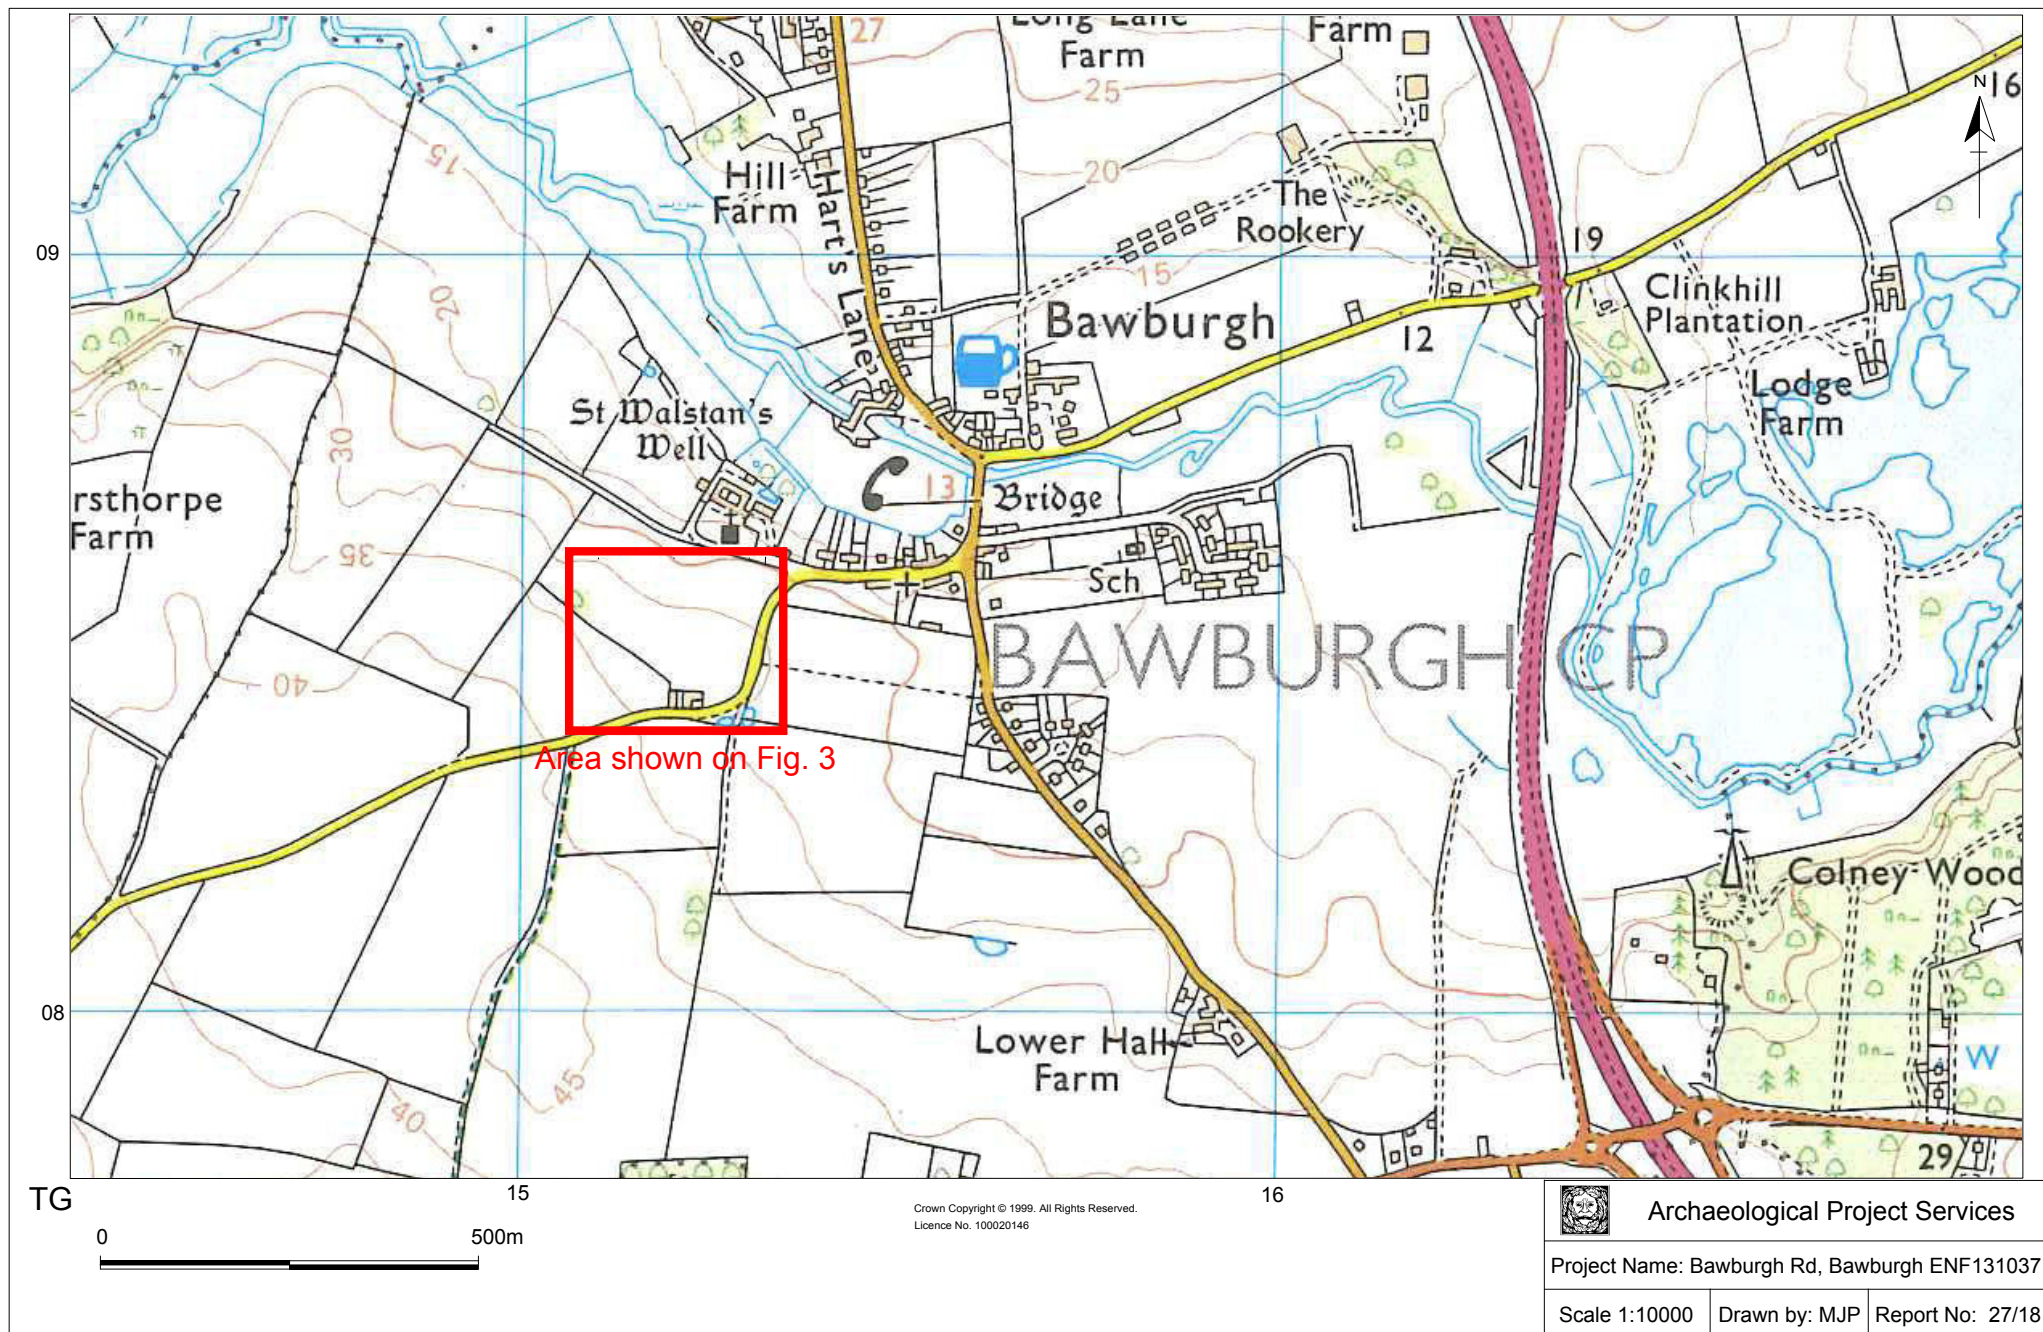 Long Lane
Farm
Farm
27
25
N
16
15
Hill
Farm
Hart's Lane
20
The
Rookery
09
15
19
Clinkhill
Plantation
20
Bawburgh
12
St Walstan's
Well
Lodge
Farm
30
rsthorpe
Farm
13
Bridge
35
Sch
BAWBURGH CP
40
Area shown on Fig. 3
Colney Wood
08
Lower Hall
Farm
W
45
40
29
TG
15
16
0
500m
Crown Copyright © 1999. All Rights Reserved.
Licence No. 100020146
Archaeological Project Services
Project Name: Bawburgh Rd, Bawburgh ENF131037
Scale 1:10000
Drawn by: MJP
Report No: 27/18